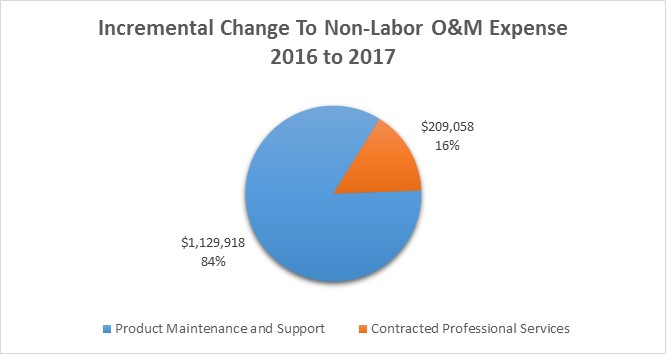 Incremental Change To Non-Labor O&M Expense
2016 to 2017
$209,058
16%
$1,129,918
84%
Product Maintenance and Support
Contracted Professional Services